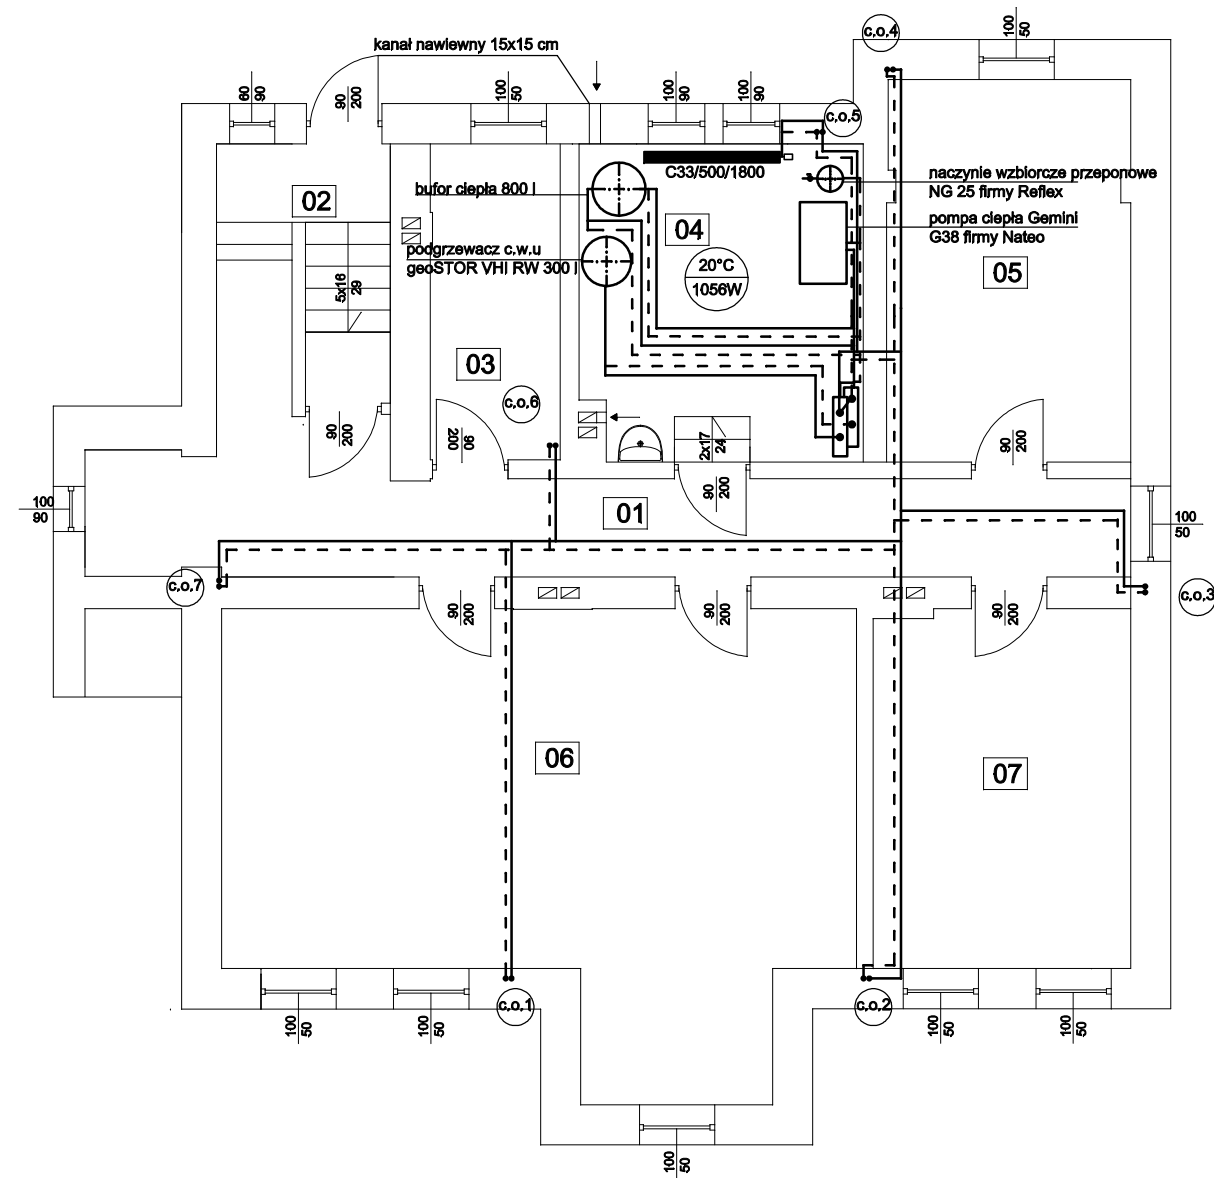 c.o.4
100
50
kanał nawiewny 15x15 cm
60
90
90
200
100
50
100
90
100
90
c.o.5
C33/500/1800
naczynie wzbiorcze przeponowe
NG 25 firmy Reflex
bufor ciepła 800 l
02
04
pompa ciepła Gemini
G38 firmy Nateo
podgrzewacz c.w.u
geoSTOR VHI RW 300 l
20°C
1056W
05
5x16
29
03
c.o.6
90
200
90
200
2x17
24
90
200
90
200
100
90
01
100
50
c.o.7
c.o.3
90
200
90
200
90
200
06
07
c.o.1
c.o.2
100
50
100
50
100
50
100
50
100
50